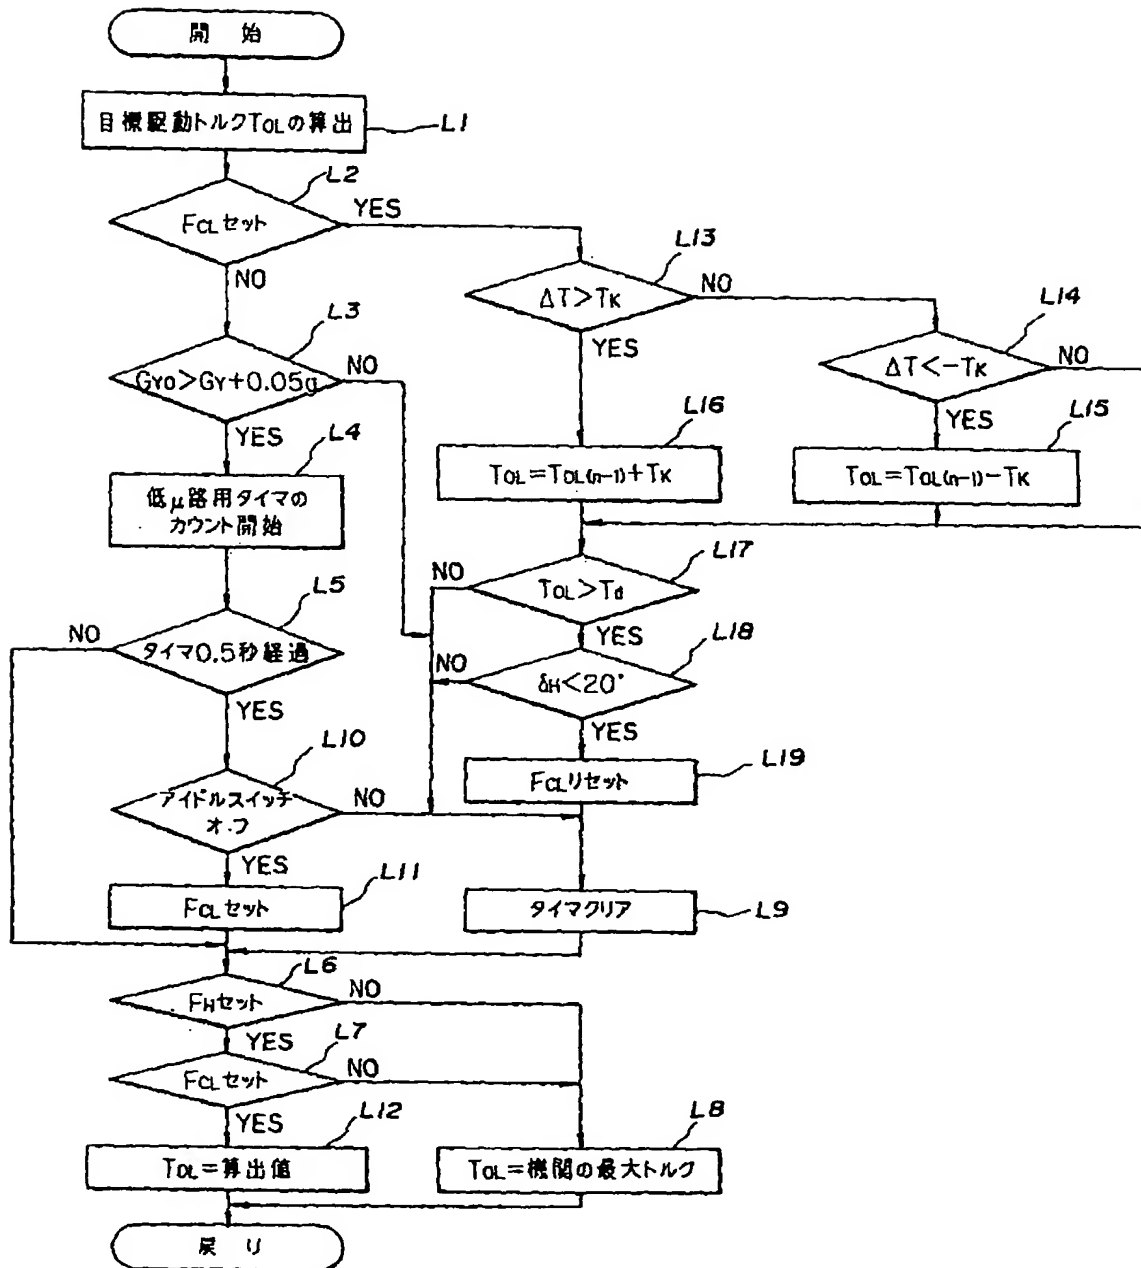 開始
目標駆動トルクTOLの算出
L1
L2
FCLセット
YES
NO
L13
ΔT>TK
NO
YES
L14
ΔT<-TK
NO
YES
L3
GYO>GY+0.05g
NO
YES
L16
TOL=TOL(n-1)+TK
L15
TOL=TOL(n-1)-TK
L4
低μ路用タイマの
カウント開始
L17
TOL>Td
NO
YES
L5
タイマ0.5秒経過
NO
YES
L18
δH<20°
NO
YES
L10
アイドルスイッチ
オフ
NO
YES
L19
FCLリセット
L11
FCLセット
タイマクリア
L9
L6
FHセット
NO
YES
L7
FCLセット
NO
YES
L12
TOL=算出値
L8
TOL=機関の最大トルク
戻り